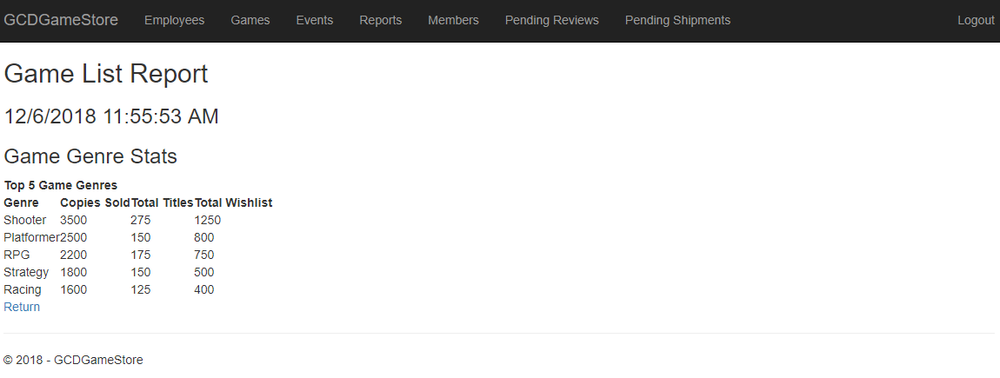 GCDGameStore Employees Games Events Reports Members Pending Reviews Pending Shipments Logout
Game List Report
12/6/2018 11:55:53 AM
Game Genre Stats
Top 5 Game Genres
Genre Copies Sold Total Titles Total Wishlist
Shooter 3500 275 1250
Platformer 2500 150 800
RPG 2200 175 750
Strategy 1800 150 500
Racing 1600 125 400
Return
© 2018 - GCDGameStore